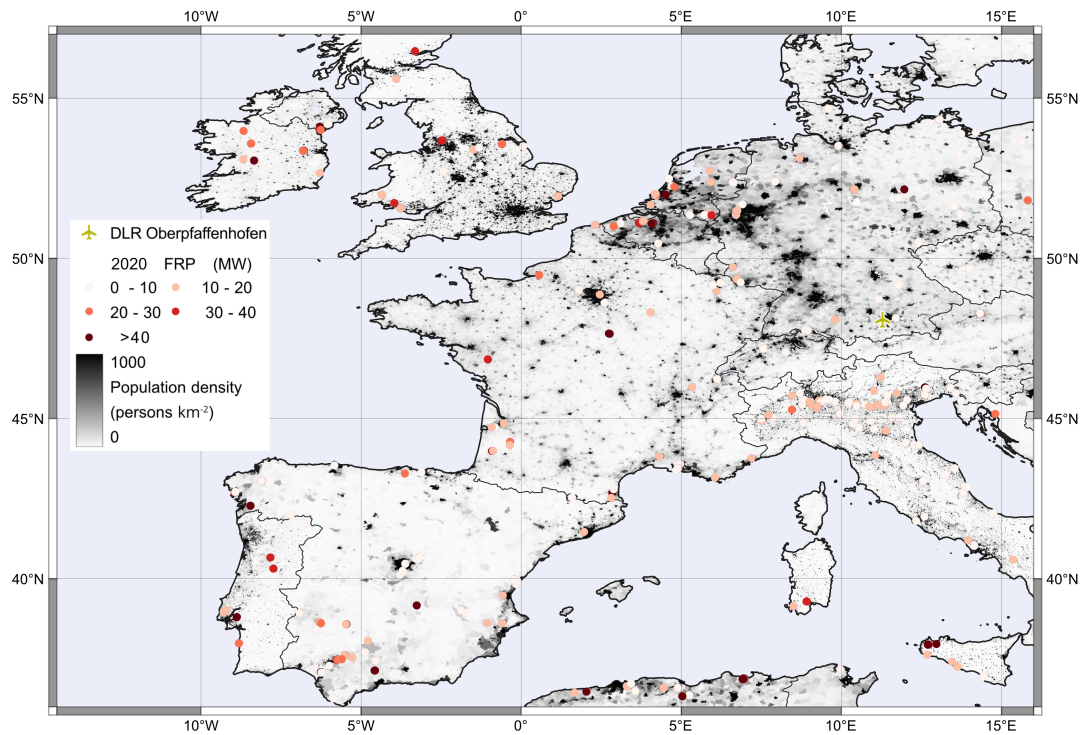 10°W 5°W 0° 5°E 10°E 15°E
55°N 55°N
DLR Oberpfaffenhofen
2020 FRP (MW)
0 - 10 10 - 20
20 - 30 30 - 40
>40
1000
Population density
(persons km-2)
0
50°N 50°N
45°N 45°N
40°N 40°N
10°W 5°W 0° 5°E 10°E 15°E